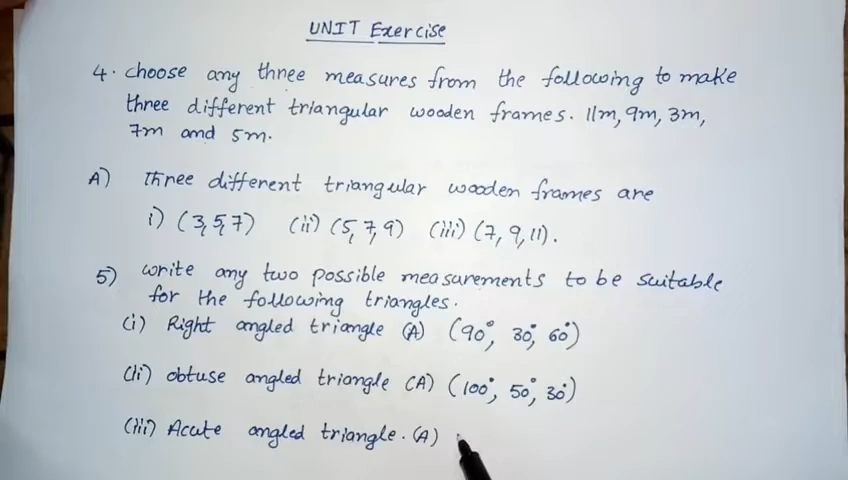 UNIT Exercise
4. choose any three measures from the following to make
three different triangular wooden frames. 11m, 9m, 3m,
7m and 5m.
A) Three different triangular wooden frames are
i) (3,5,7) (ii) (5,7,9) (iii) (7,9,11).
5) write any two possible measurements to be suitable
for the following triangles.
(i) Right angled triangle (A) (90°, 30°, 60°)
(ii) obtuse angled triangle (A) (100°, 50°, 30°)
(iii) Acute angled triangle. (A)